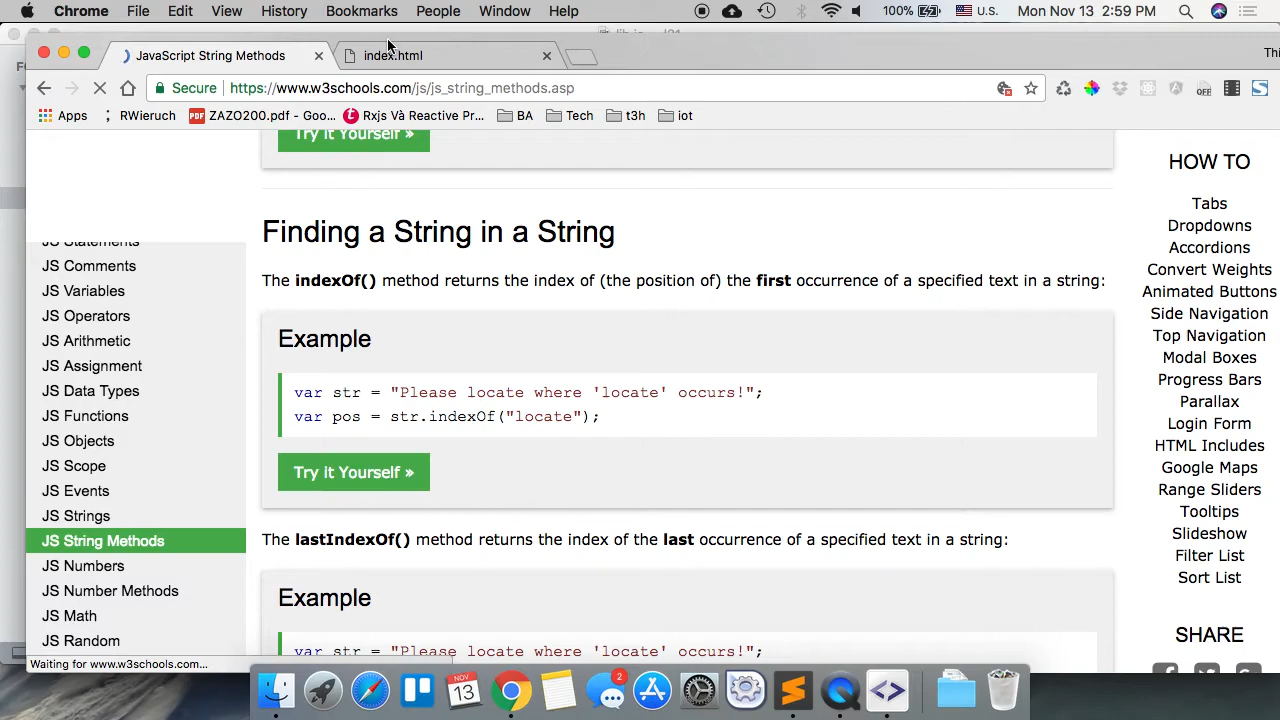 Chrome File Edit View History Bookmarks People Window Help 100% U.S. Mon Nov 13 2:59 PM
JavaScript String Methods index.html
Secure https://www.w3schools.com/js/js_string_methods.asp
Apps RWieruch ZAZO200.pdf - Goo... Rxjs Và Reactive Pr... BA Tech t3h iot
Try it Yourself »
HOW TO
Tabs
Dropdowns
Accordions
Convert Weights
Animated Buttons
Side Navigation
Top Navigation
Modal Boxes
Progress Bars
Parallax
Login Form
HTML Includes
Google Maps
Range Sliders
Tooltips
Slideshow
Filter List
Sort List
SHARE
JS Statements
JS Comments
JS Variables
JS Operators
JS Arithmetic
JS Assignment
JS Data Types
JS Functions
JS Objects
JS Scope
JS Events
JS Strings
JS String Methods
JS Numbers
JS Number Methods
JS Math
JS Random
Finding a String in a String
The indexOf() method returns the index of (the position of) the first occurrence of a specified text in a string:
Example
var str = "Please locate where 'locate' occurs!";
var pos = str.indexOf("locate");
Try it Yourself »
The lastIndexOf() method returns the index of the last occurrence of a specified text in a string:
Example
var str = "Please locate where 'locate' occurs!";
Waiting for www.w3schools.com...
NOV
13
2